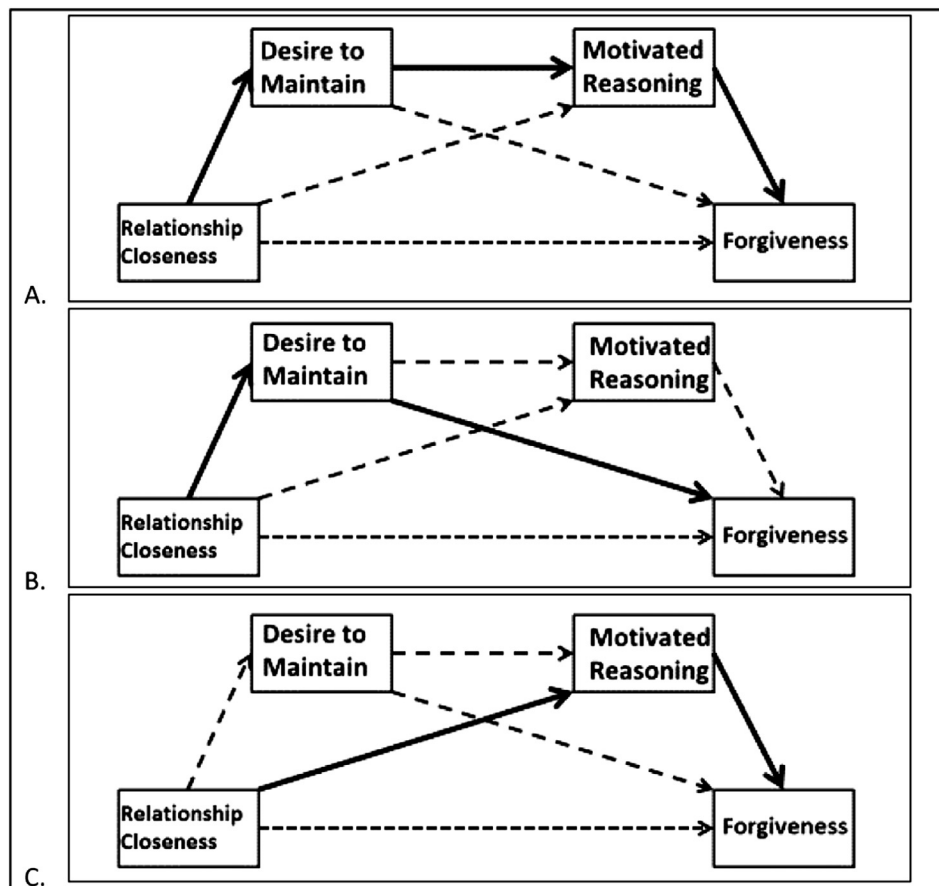 Desire to
Maintain
Motivated
Reasoning
Relationship
Closeness
Forgiveness
A.
Desire to
Maintain
Motivated
Reasoning
Relationship
Closeness
Forgiveness
B.
Desire to
Maintain
Motivated
Reasoning
Relationship
Closeness
Forgiveness
C.